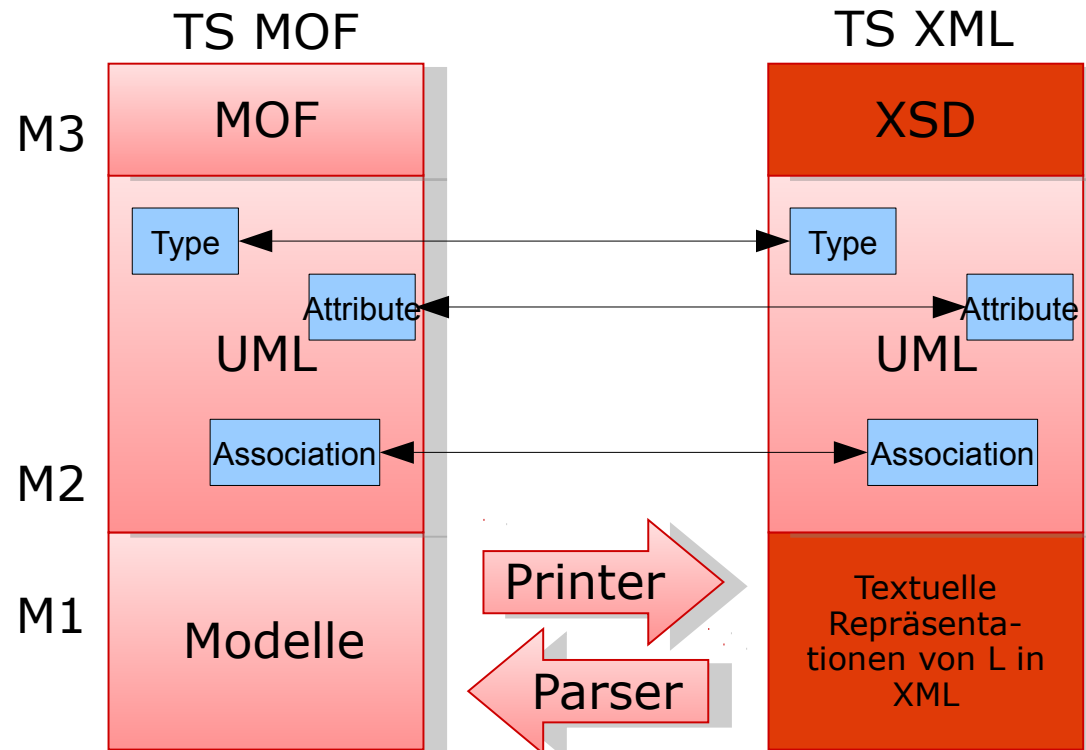 TS MOF
TS XML
M3
MOF
XSD
Type
Type
Attribute
Attribute
UML
UML
Association
Association
M2
Printer
M1
Modelle
Textuelle
Repräsenta-
tionen von L in
XML
Parser